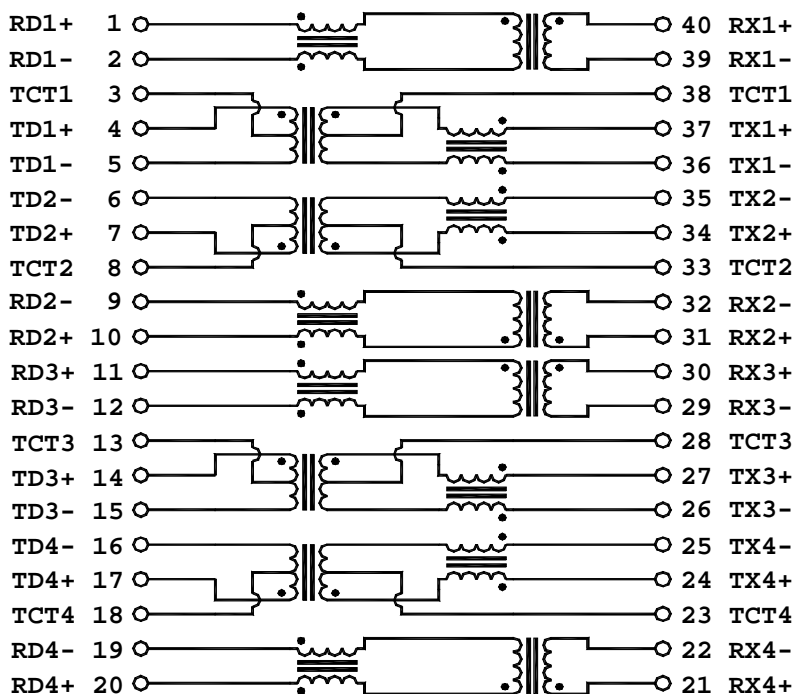 RD1+ 1 40 RX1+
RD1- 2 39 RX1-
TCT1 3 38 TCT1
TD1+ 4 37 TX1+
TD1- 5 36 TX1-
TD2- 6 35 TX2-
TD2+ 7 34 TX2+
TCT2 8 33 TCT2
RD2- 9 32 RX2-
RD2+ 10 31 RX2+
RD3+ 11 30 RX3+
RD3- 12 29 RX3-
TCT3 13 28 TCT3
TD3+ 14 27 TX3+
TD3- 15 26 TX3-
TD4- 16 25 TX4-
TD4+ 17 24 TX4+
TCT4 18 23 TCT4
RD4- 19 22 RX4-
RD4+ 20 21 RX4+